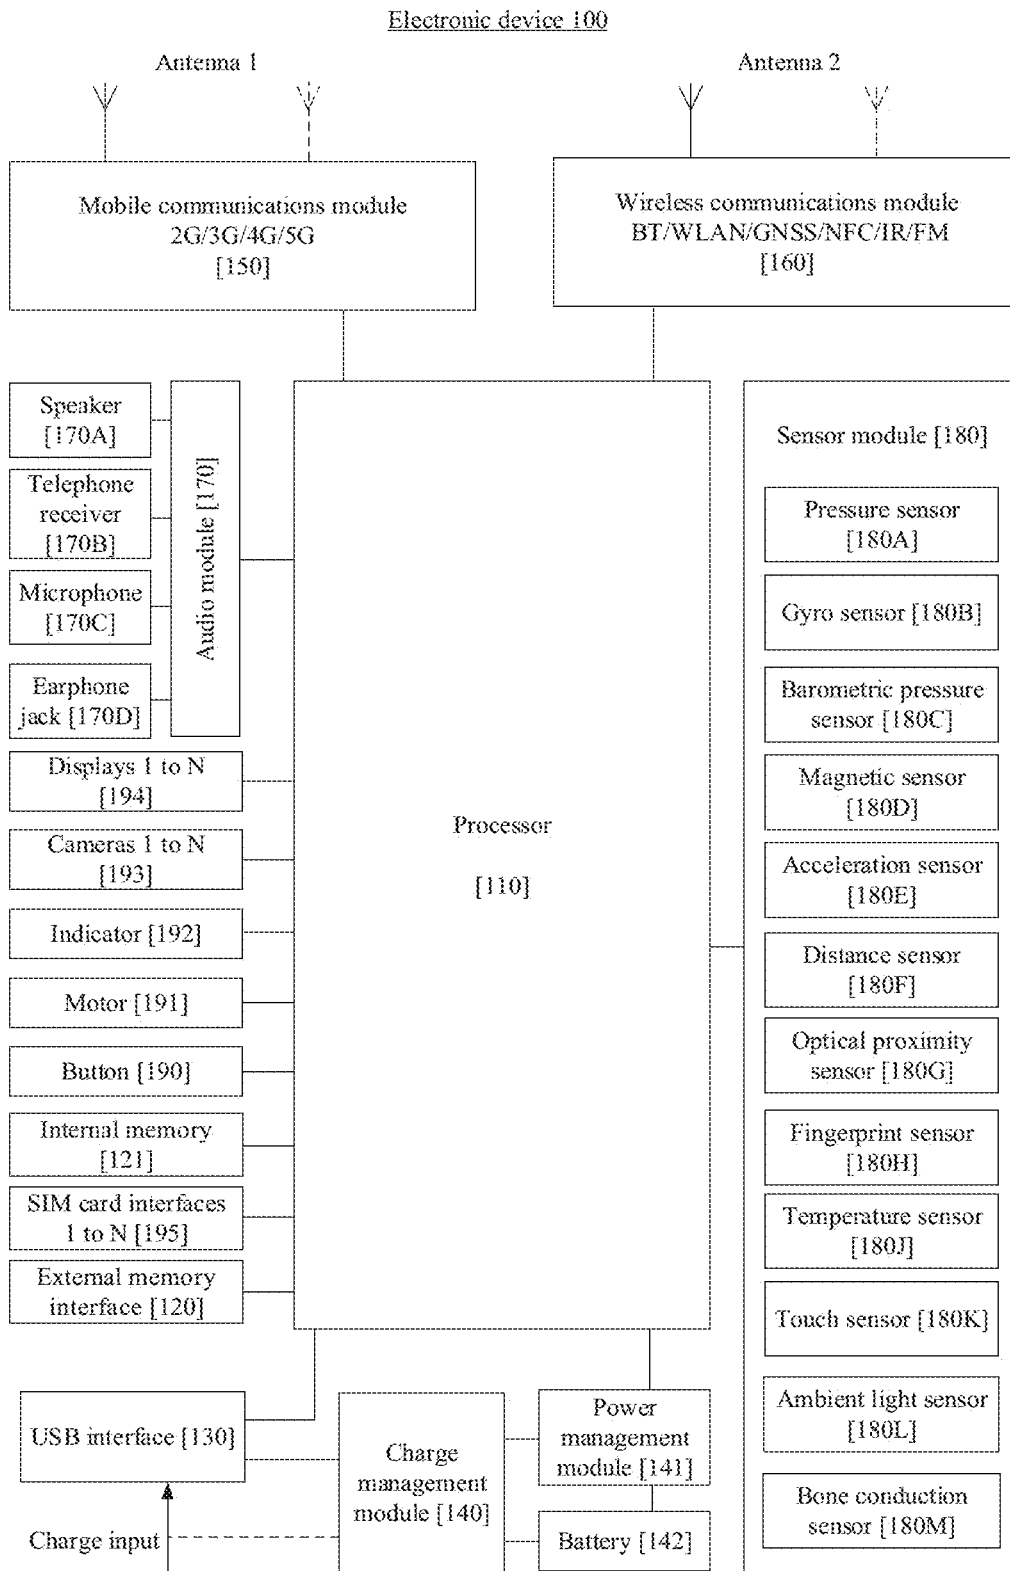 Electronic device 100
Antenna 1
Antenna 2
Mobile communications module
2G/3G/4G/5G
[150]
Wireless communications module
BT/WLAN/GNSS/NFC/IR/FM
[160]
Speaker
[170A]
Telephone
receiver
[170B]
Microphone
[170C]
Earphone
jack [170D]
Audio module [170]
Displays 1 to N
[194]
Cameras 1 to N
[193]
Indicator [192]
Motor [191]
Button [190]
Internal memory
[121]
SIM card interfaces
1 to N [195]
External memory
interface [120]
Processor
[110]
Sensor module [180]
Pressure sensor
[180A]
Gyro sensor [180B]
Barometric pressure
sensor [180C]
Magnetic sensor
[180D]
Acceleration sensor
[180E]
Distance sensor
[180F]
Optical proximity
sensor [180G]
Fingerprint sensor
[180H]
Temperature sensor
[180J]
Touch sensor [180K]
Ambient light sensor
[180L]
Bone conduction
sensor [180M]
USB interface [130]
Charge input
Charge
management
module [140]
Power
management
module [141]
Battery [142]